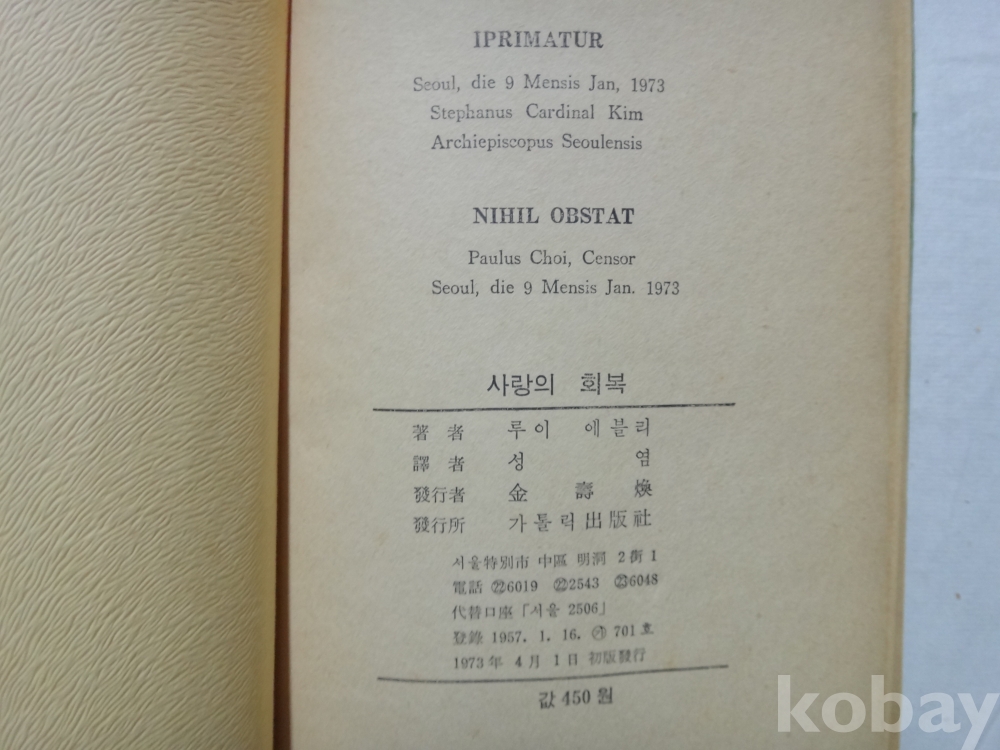 IPRIMATUR
Seoul, die 9 Mensis Jan, 1973
Stephanus Cardinal Kim
Archiepiscopus Seoulensis
NIHIL OBSTAT
Paulus Choi, Censor
Seoul, die 9 Mensis Jan. 1973
사랑의 회복
著者 루이 에블리
譯者 성염
發行者 金壽煥
發行所 가톨릭出版社
서울特別市 中區 明洞 2街 1
電話 ㉒6019 ㉒2543 ㉓6048
代替口座「서울 2506」
登錄 1957. 1. 16. ㉠ 701호
1973年 4月 1日 初版發行
값 450원
kobay